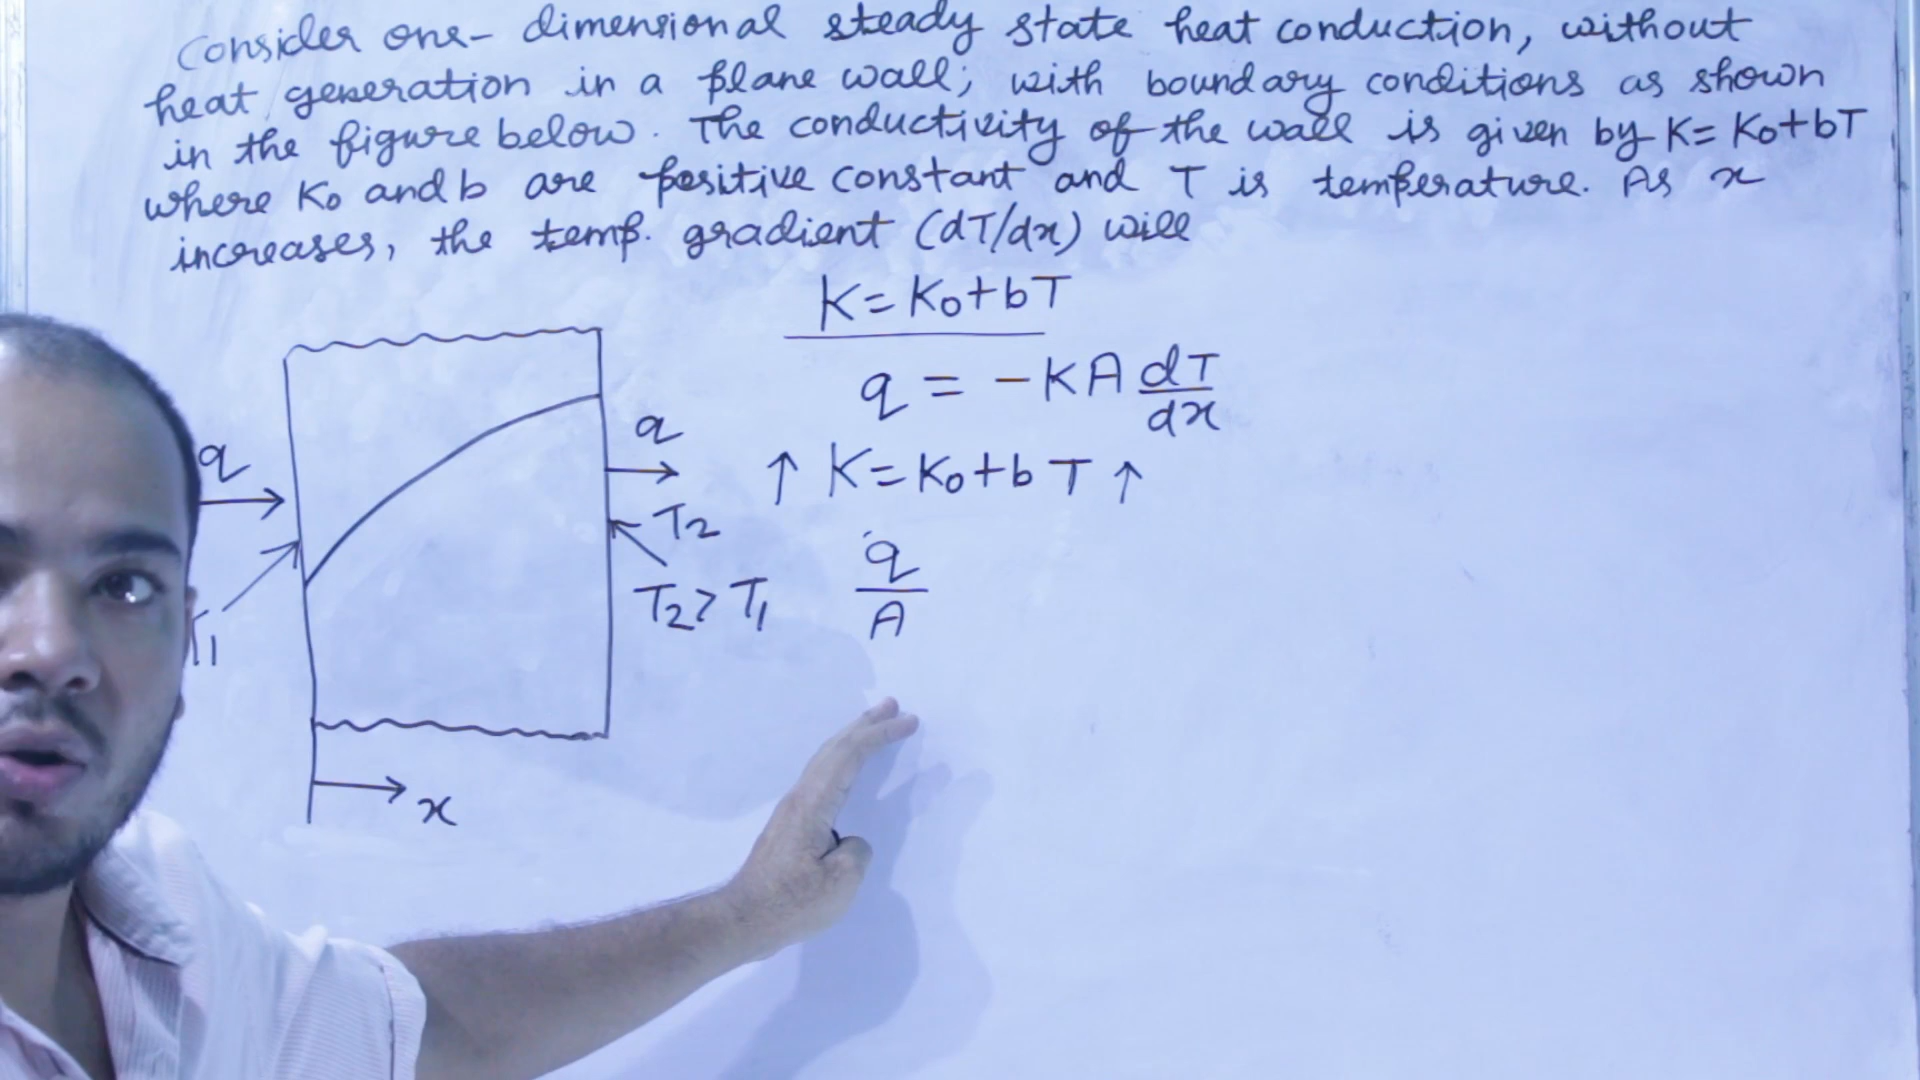 Consider one-dimensional steady state heat conduction, without
heat generation in a plane wall; with boundary conditions as shown
in the figure below. The conductivity of the wall is given by K=K₀+bT
where K₀ and b are positive constant and T is temperature. As x
increases, the temp. gradient (dT/dx) will
K=K₀+bT
q = -KA dT/dx
↑ K=K₀+bT ↑
q/A
q
q
T₂
T₂>T₁
T₁
x